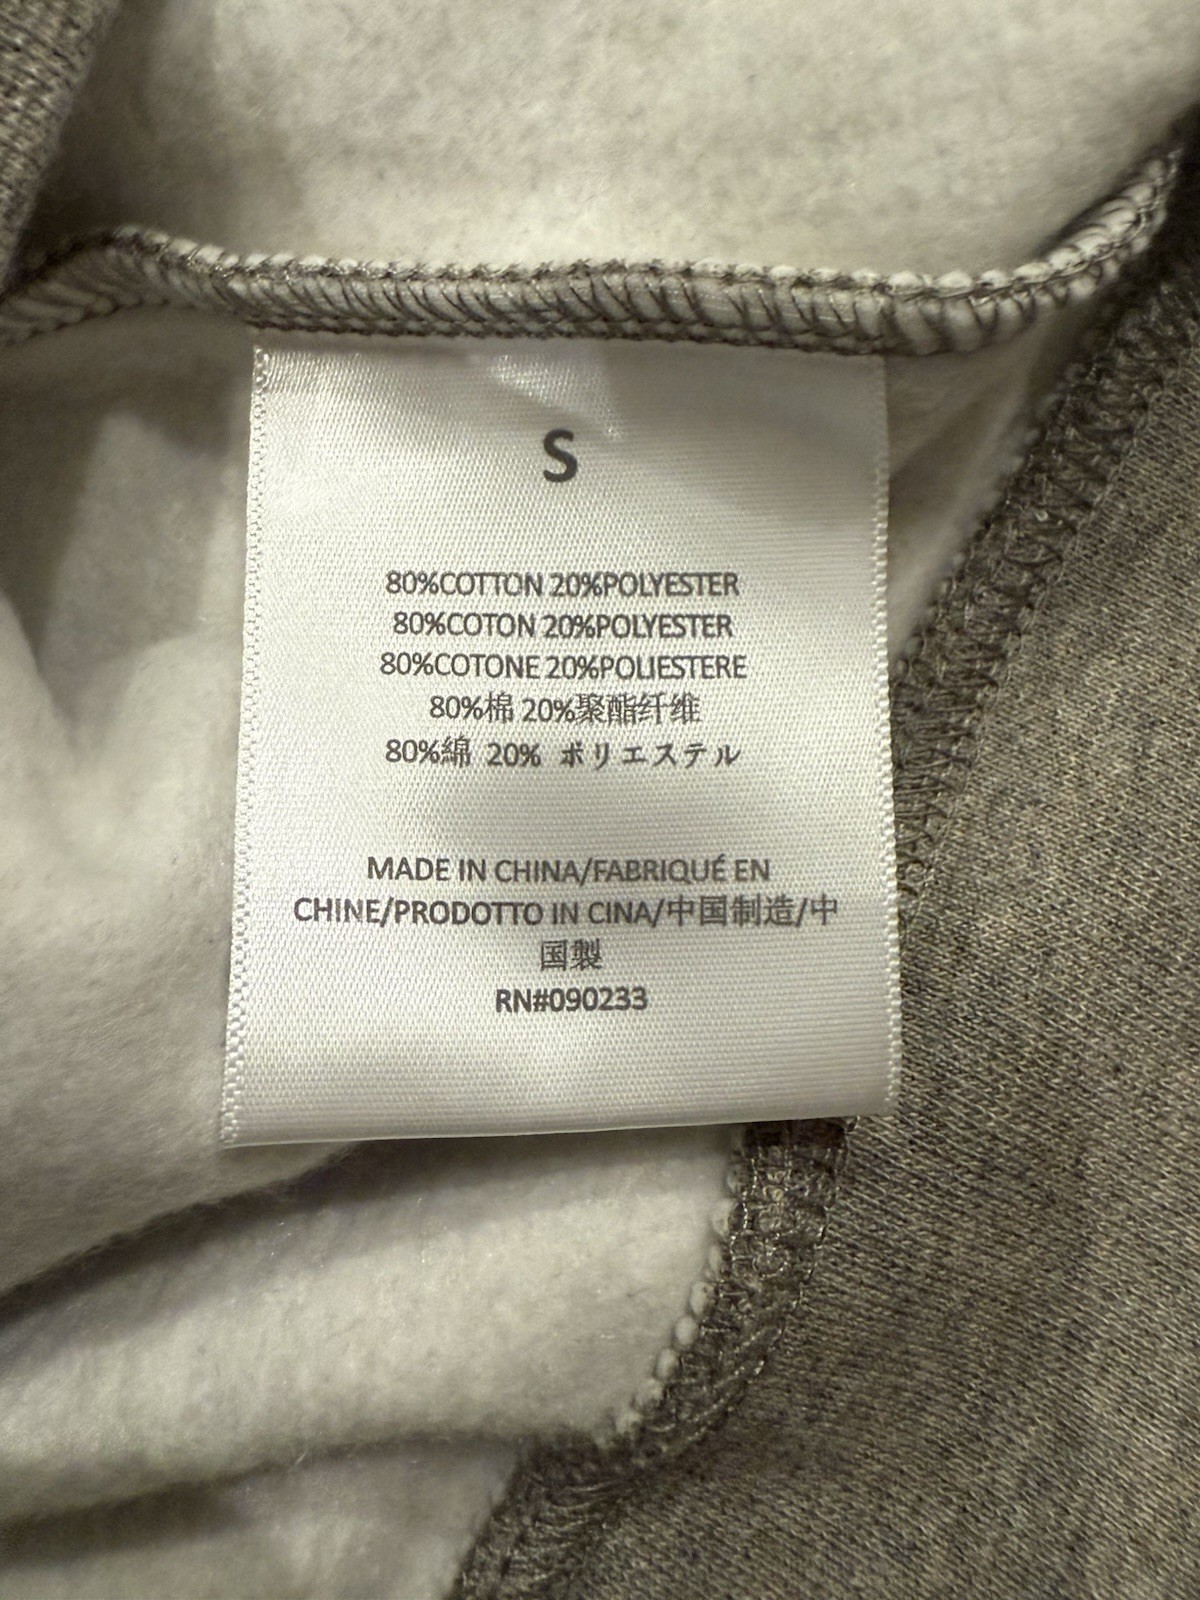 S
80%COTTON 20%POLYESTER
80%COTON 20%POLYESTER
80%COTONE 20%POLIESTERE
80%棉 20%聚酯纤维
80%綿 20% ポリエステル
MADE IN CHINA/FABRIQUÉ EN
CHINE/PRODOTTO IN CINA/中国制造/中
国製
RN#090233